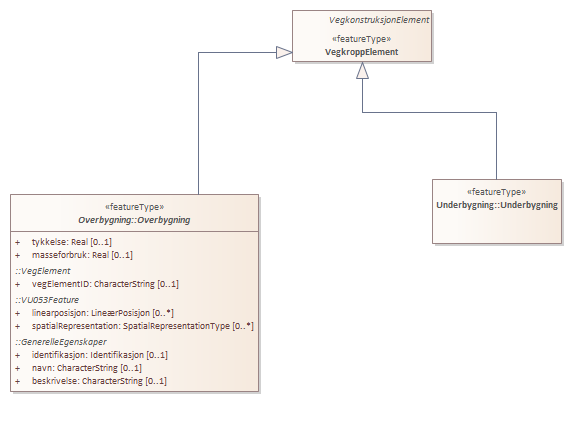 VegkonstruksjonElement
«featureType»
VegkroppElement
«featureType»
Overbygning::Overbygning
+ tykkelse: Real [0..1]
+ masseforbruk: Real [0..1]
::VegElement
+ vegElementID: CharacterString [0..1]
::VU053Feature
+ linearposisjon: LineærPosisjon [0..*]
+ spatialRepresentation: SpatialRepresentationType [0..*]
::GenerelleEgenskaper
+ identifikasjon: Identifikasjon [0..1]
+ navn: CharacterString [0..1]
+ beskrivelse: CharacterString [0..1]
«featureType»
Underbygning::Underbygning